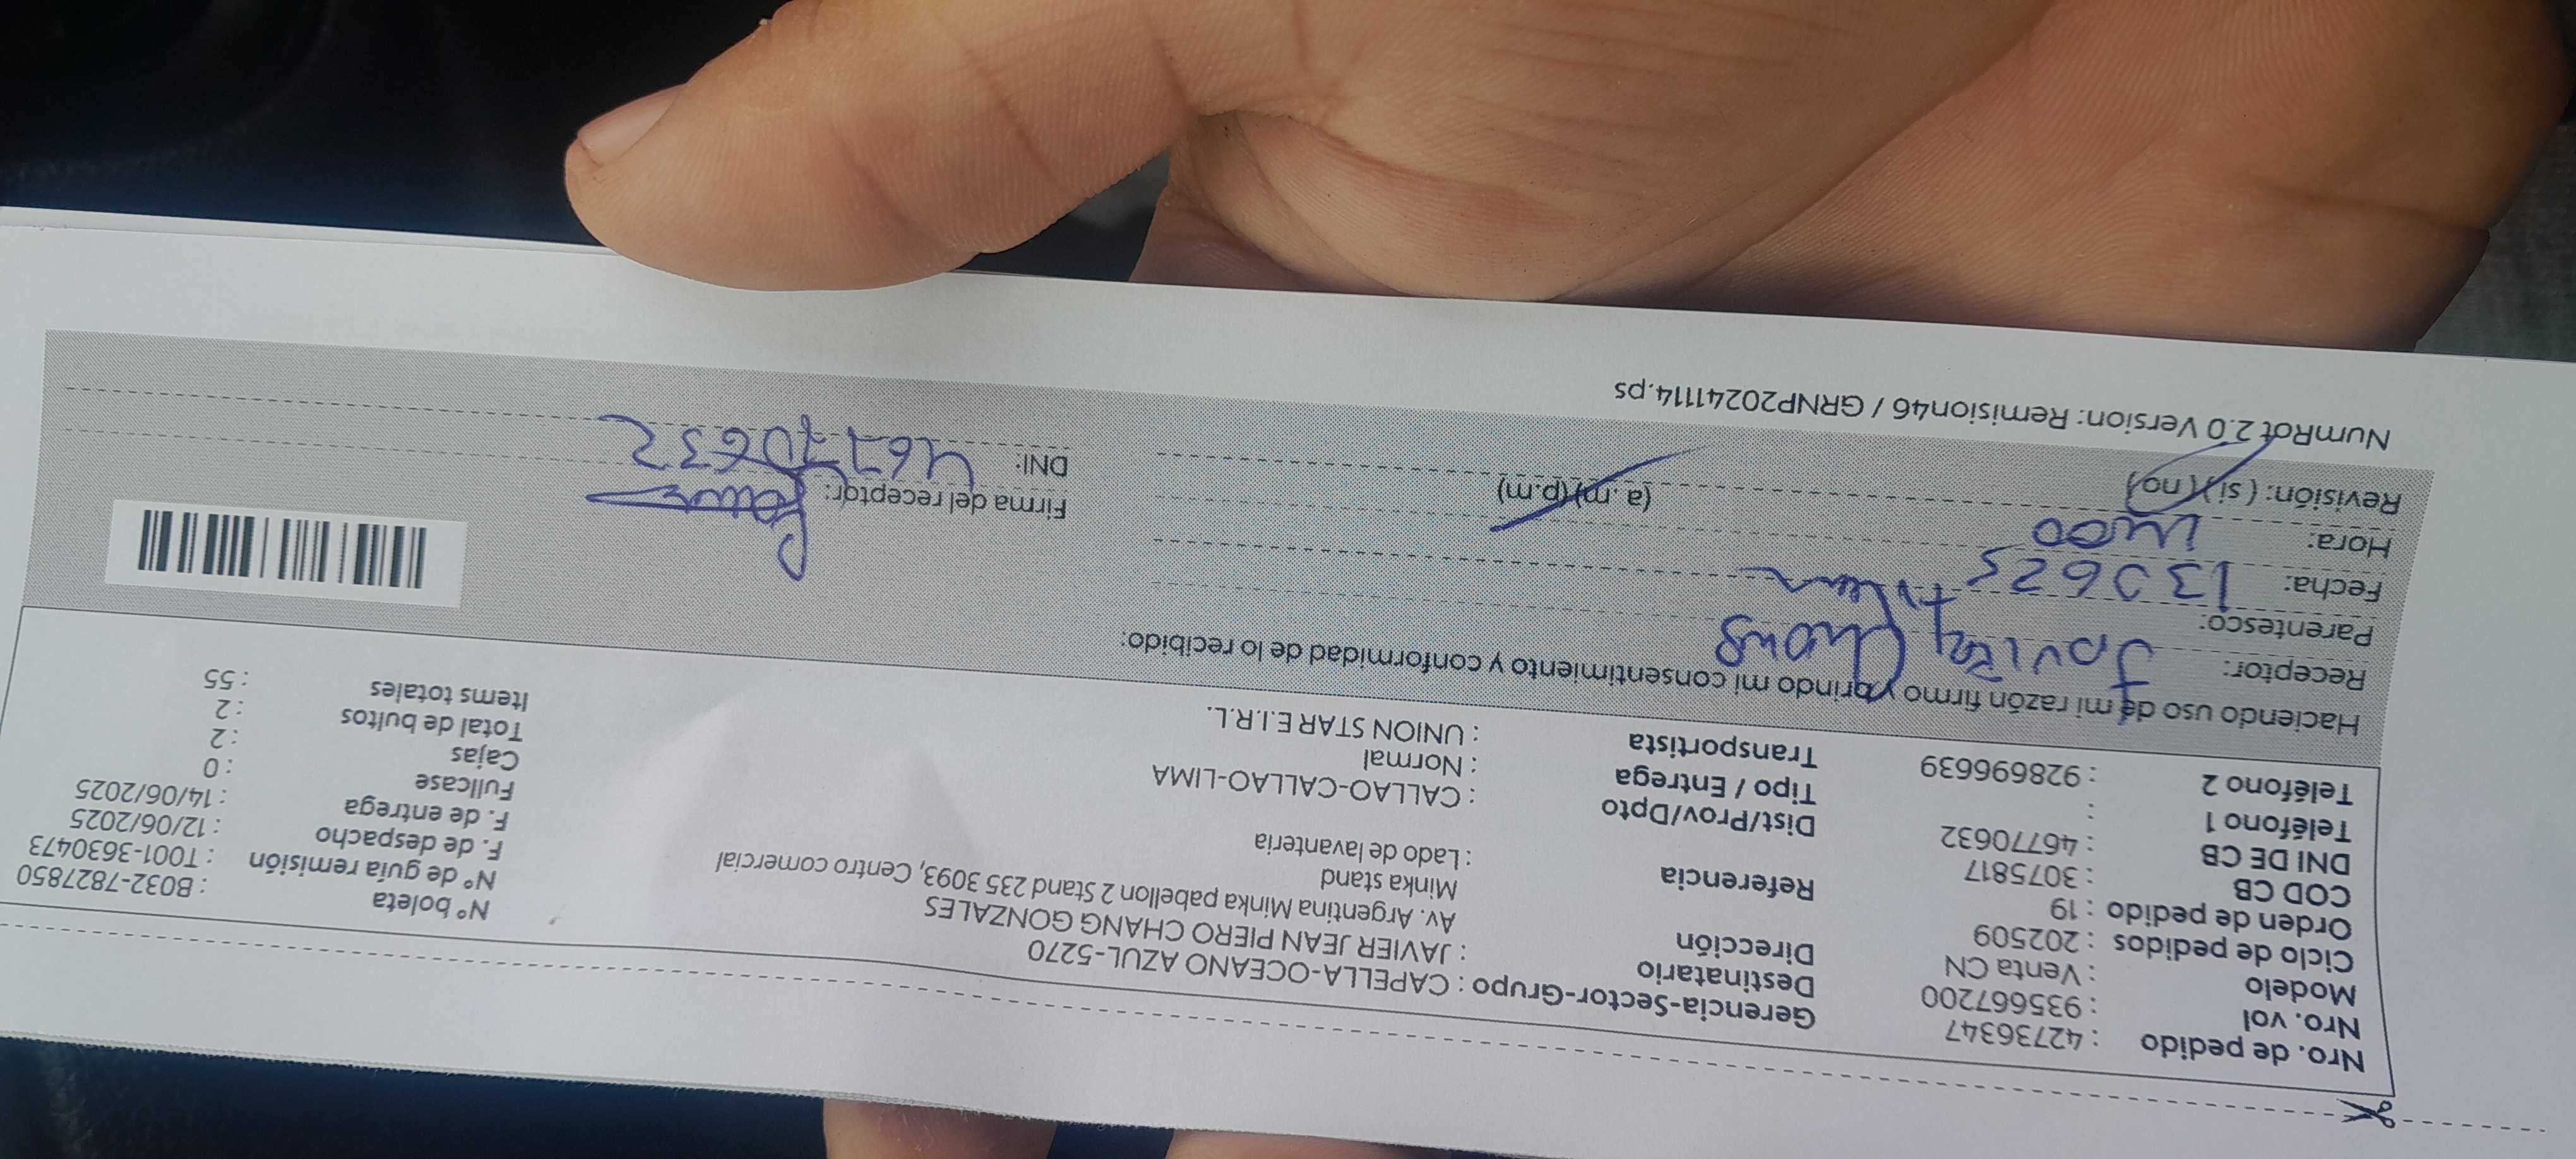 Nro. de pedido : 42736347
Nro. vol : 935667200
Modelo : Venta CN
Ciclo de pedidos : 202509
Orden de pedido : 19
COD CB : 3075817
DNI DE CB : 46770632
Teléfono 1 :
Teléfono 2 : 928696639
Gerencia-Sector-Grupo : CAPELLA-OCEANO AZUL-5270
Destinatario : JAVIER JEAN PIERO CHANG GONZALES
Dirección Av. Argentina Minka pabellon 2 Stand 235 3093, Centro comercial
Minka stand
Referencia : Lado de lavanteria
Dist/Prov/Dpto : CALLAO-CALLAO-LIMA
Tipo / Entrega : Normal
Transportista : UNION STAR E.I.R.L.
N° boleta : B032-7827850
N° de guía remisión : T001-3630473
F. de despacho : 12/06/2025
F. de entrega : 14/06/2025
Fullcase : 0
Cajas : 2
Total de bultos : 2
Items totales : 55
Haciendo uso de mi razón firmo y brindo mi consentimiento y conformidad de lo recibido:
Receptor: Javier Chang
Parentesco:
Fecha: 130625
Hora: (a.m) (p.m)
Revisión: (si) (no)
Firma del receptor:
DNI: 46770632
NumRot 2.0 Version: Remision46 / GRNP20241114.ps